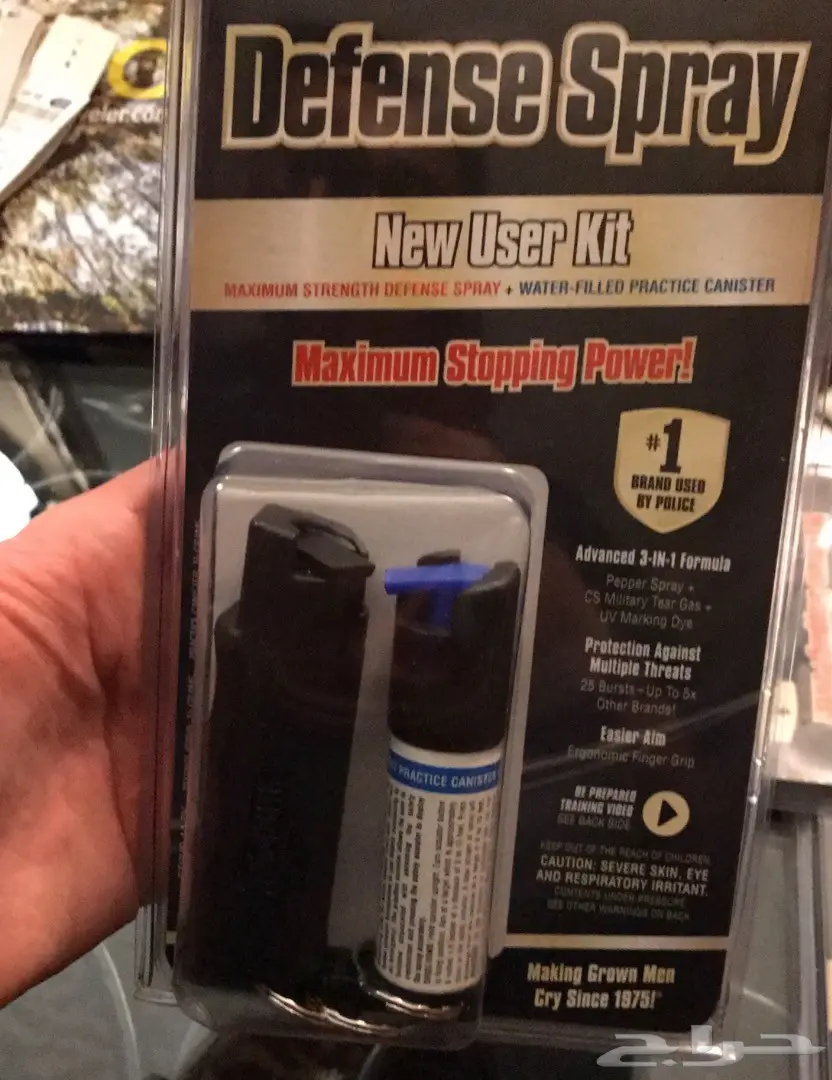 eler.com
Defense Spray
New User Kit
MAXIMUM STRENGTH DEFENSE SPRAY + WATER-FILLED PRACTICE CANISTER
Maximum Stopping Power!
#1
BRAND USED
BY POLICE
Advanced 3-IN-1 Formula
Pepper Spray +
CS Military Tear Gas +
UV Marking Dye
Protection Against
Multiple Threats
25 Bursts – Up To 5x
Other Brands!
Easier Aim
Ergonomic Finger Grip
BE PREPARED
TRAINING VIDEO
SEE BACK SIDE
KEEP OUT OF THE REACH OF CHILDREN
CAUTION: SEVERE SKIN, EYE
AND RESPIRATORY IRRITANT.
CONTENTS UNDER PRESSURE
SEE OTHER WARNINGS ON BACK
PRACTICE CANISTER
Making Grown Men
Cry Since 1975!
حراج